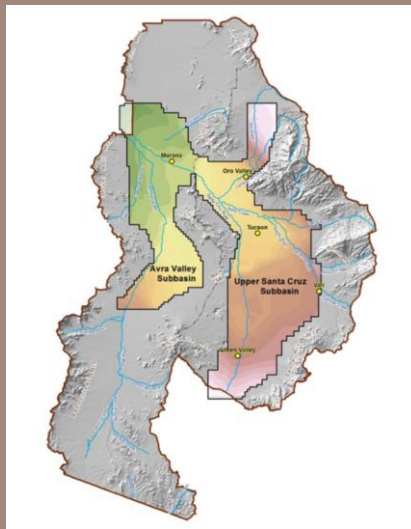 Marana
Oro Valley
Tucson
Avra Valley
Subbasin
Upper Santa Cruz
Subbasin
Vail
Green Valley